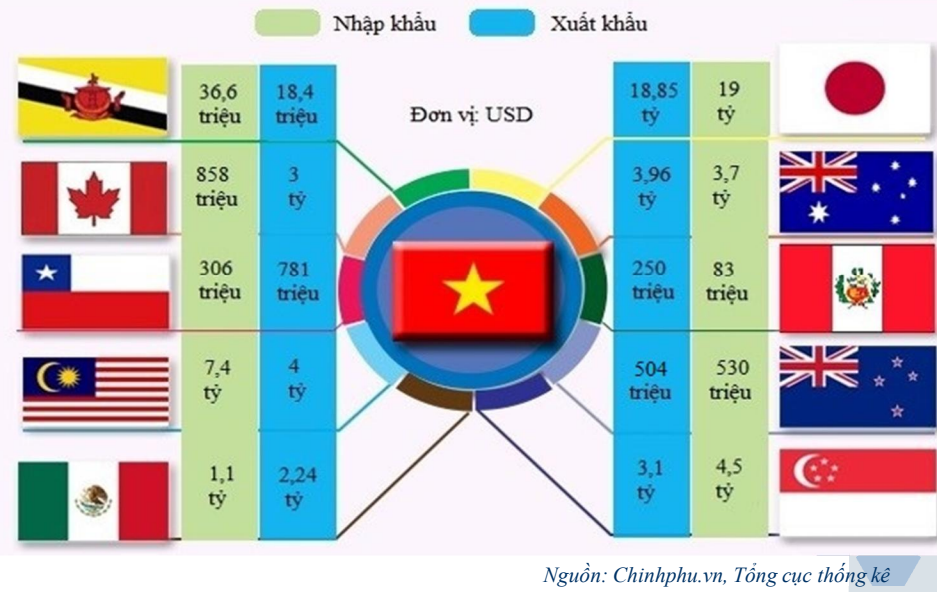 Nhập khẩu
Xuất khẩu
Đơn vị: USD
36,6
triệu
18,4
triệu
858
triệu
3
tỷ
306
triệu
781
triệu
7,4
tỷ
4
tỷ
1,1
tỷ
2,24
tỷ
18,85
tỷ
19
tỷ
3,96
tỷ
3,7
tỷ
250
triệu
83
triệu
504
triệu
530
triệu
3,1
tỷ
4,5
tỷ
Nguồn: Chinhphu.vn, Tổng cục thống kê